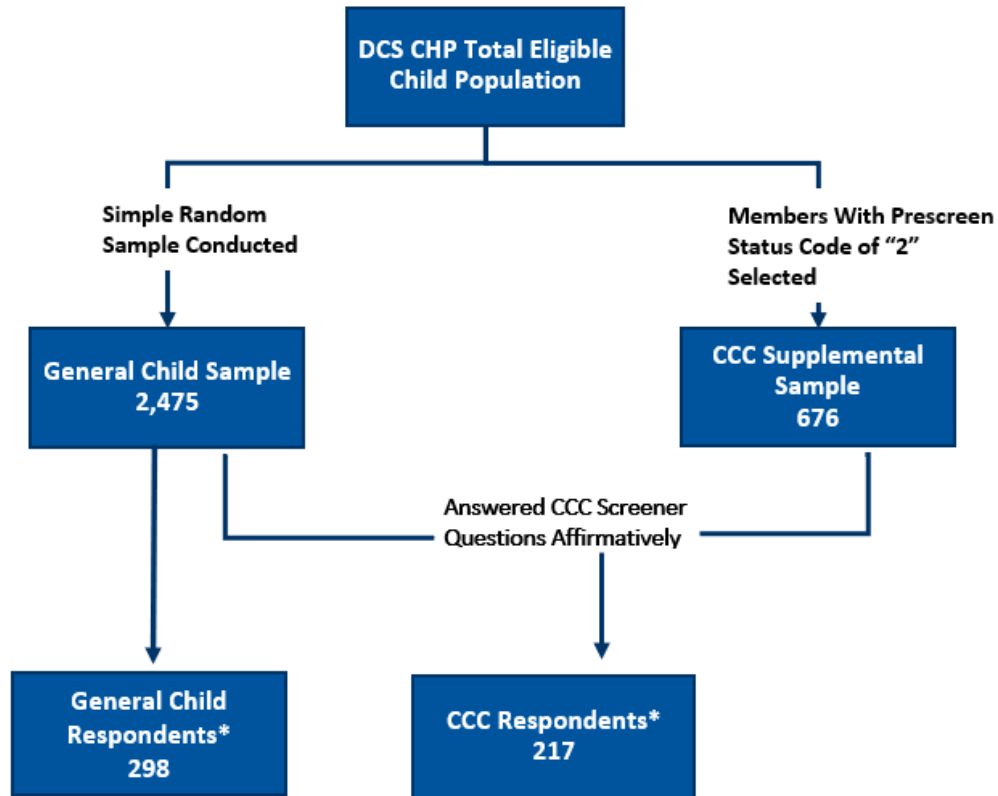 DCS CHP Total Eligible
Child Population
Simple Random
Sample Conducted
Members With Prescreen
Status Code of “2”
Selected
General Child Sample
2,475
CCC Supplemental
Sample
676
Answered CCC Screener
Questions Affirmatively
General Child
Respondents*
298
CCC Respondents*
217